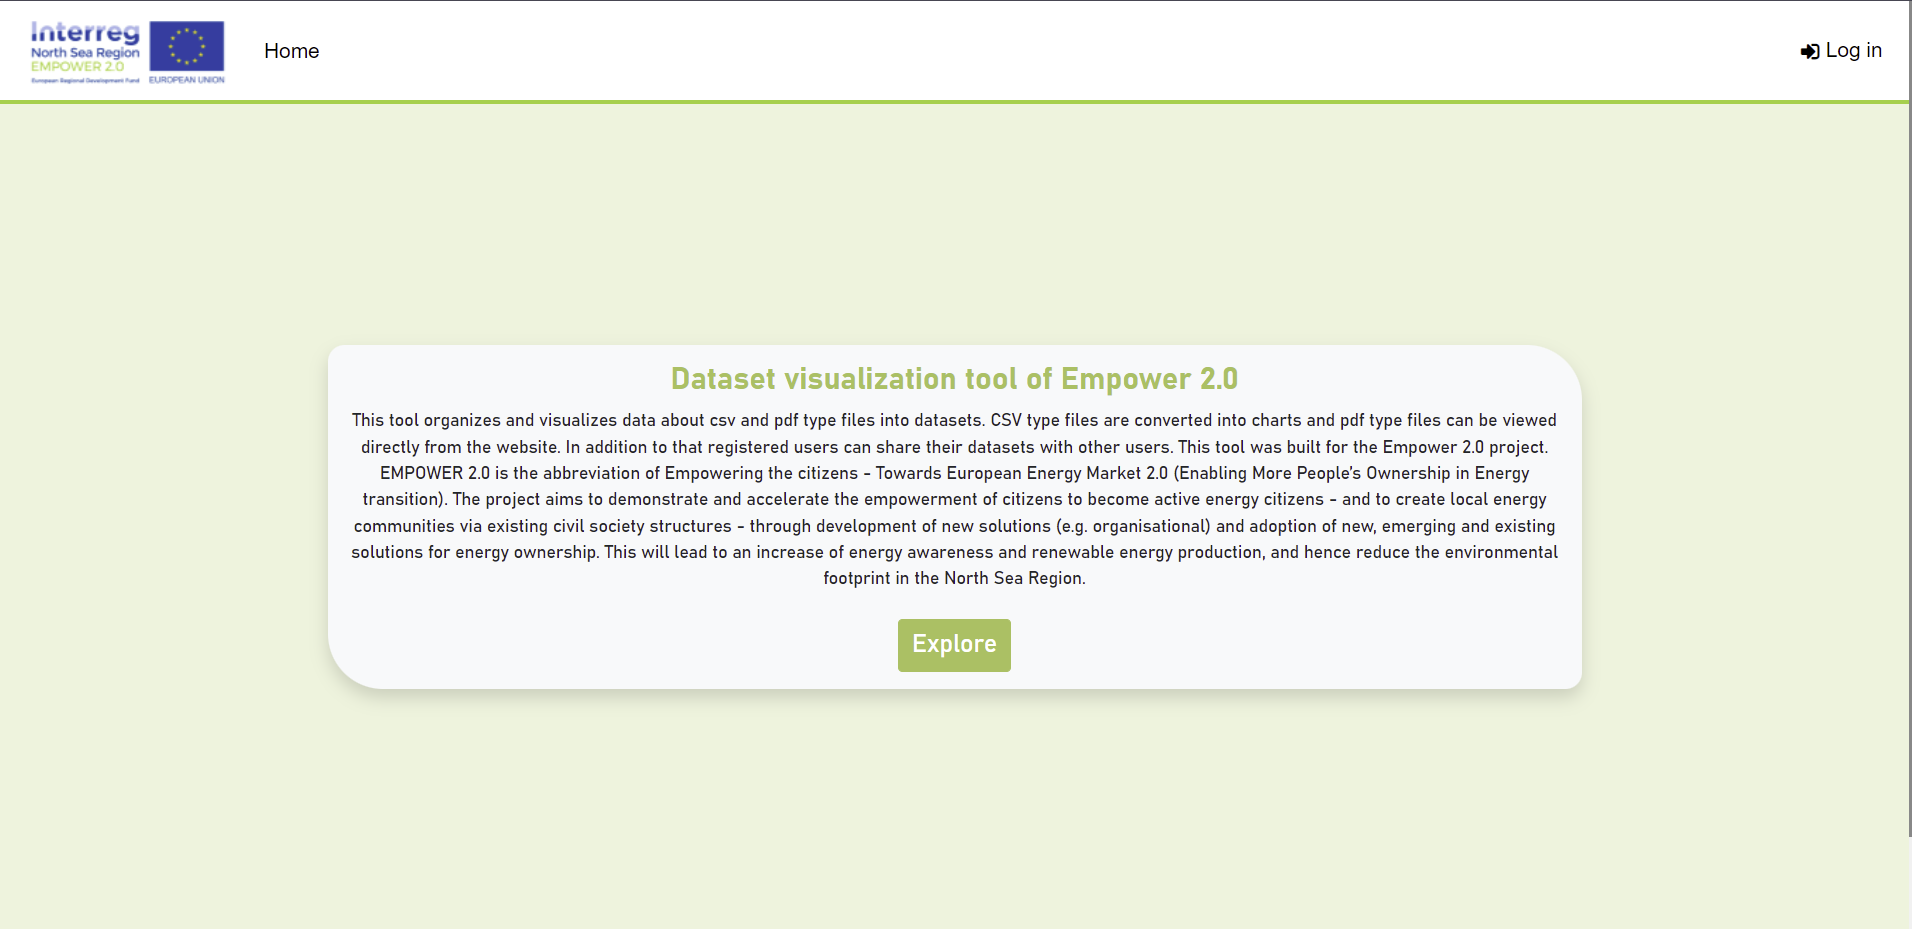 Interreg
North Sea Region
EMPOWER 2.0
European Regional Development Fund
EUROPEAN UNION
Home
Log in
Dataset visualization tool of Empower 2.0
This tool organizes and visualizes data about csv and pdf type files into datasets. CSV type files are converted into charts and pdf type files can be viewed
directly from the website. In addition to that registered users can share their datasets with other users. This tool was built for the Empower 2.0 project.
EMPOWER 2.0 is the abbreviation of Empowering the citizens - Towards European Energy Market 2.0 (Enabling More People’s Ownership in Energy
transition). The project aims to demonstrate and accelerate the empowerment of citizens to become active energy citizens - and to create local energy
communities via existing civil society structures - through development of new solutions (e.g. organisational) and adoption of new, emerging and existing
solutions for energy ownership. This will lead to an increase of energy awareness and renewable energy production, and hence reduce the environmental
footprint in the North Sea Region.
Explore